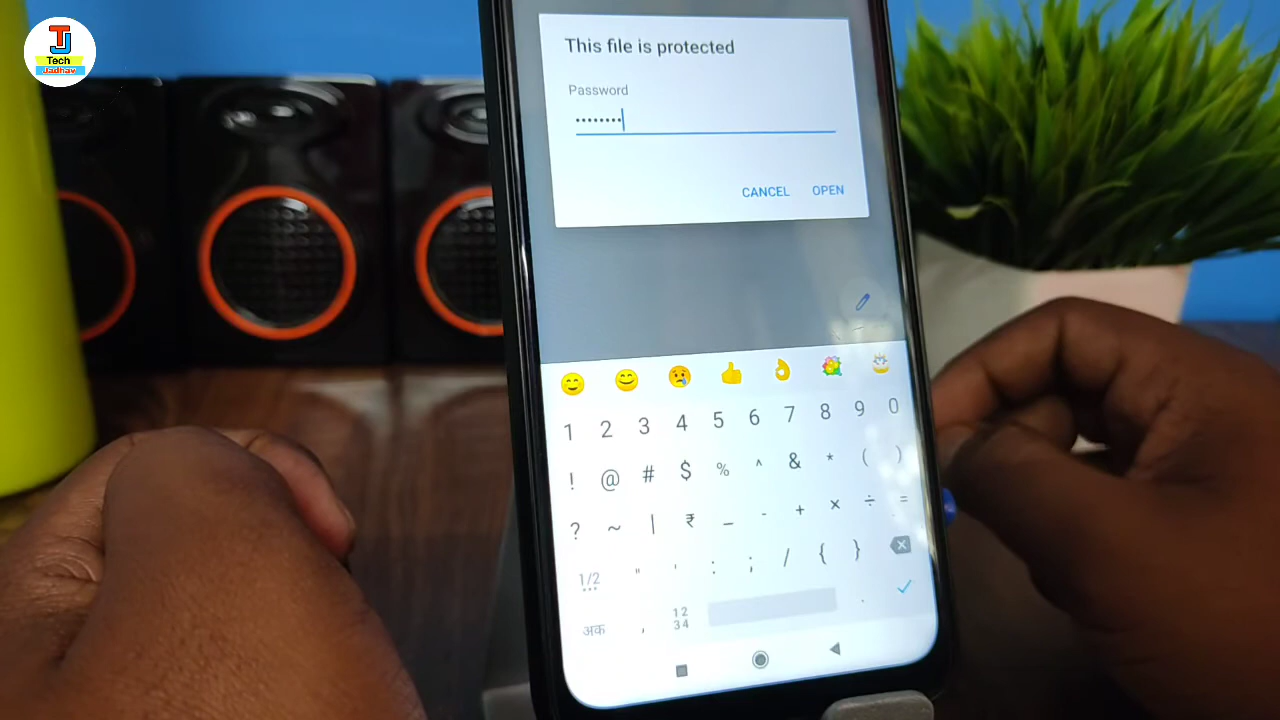 TJ
Tech
Jadhav
This file is protected
Password
••••••••
CANCEL OPEN
1 2 3 4 5 6 7 8 9 0
! @ # $ % ^ & * ( )
? ~ | ₹ _ - + × ÷ =
1/2 " ' : ; / { }
अक , 12 34 .